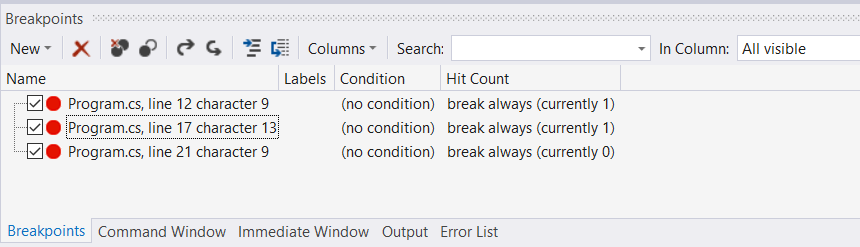 Breakpoints
New Columns Search: In Column: All visible
Name Labels Condition Hit Count
Program.cs, line 12 character 9 (no condition) break always (currently 1)
Program.cs, line 17 character 13 (no condition) break always (currently 1)
Program.cs, line 21 character 9 (no condition) break always (currently 0)
Breakpoints Command Window Immediate Window Output Error List